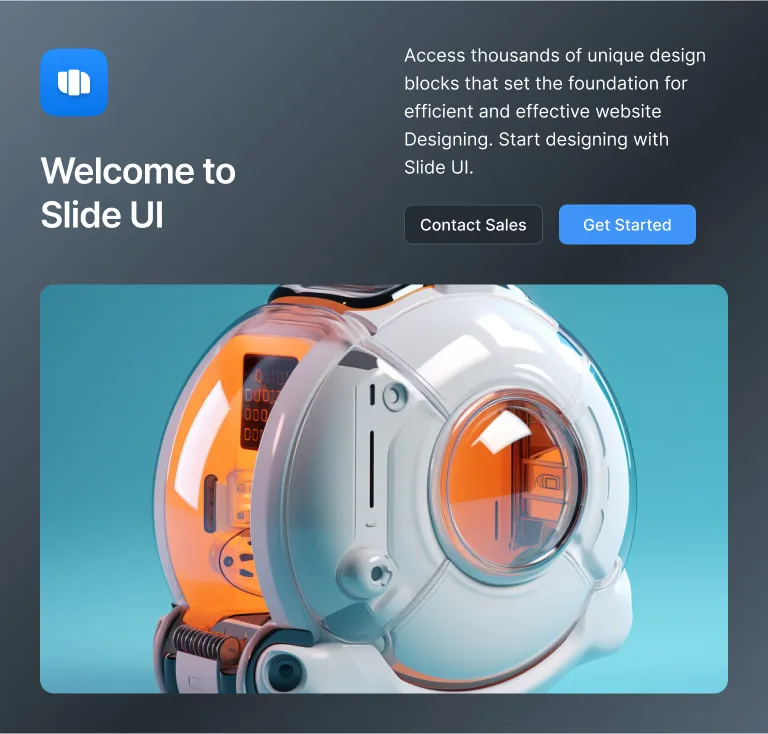 Welcome to
Slide UI
Access thousands of unique design
blocks that set the foundation for
efficient and effective website
Designing. Start designing with
Slide UI.
Contact Sales
Get Started